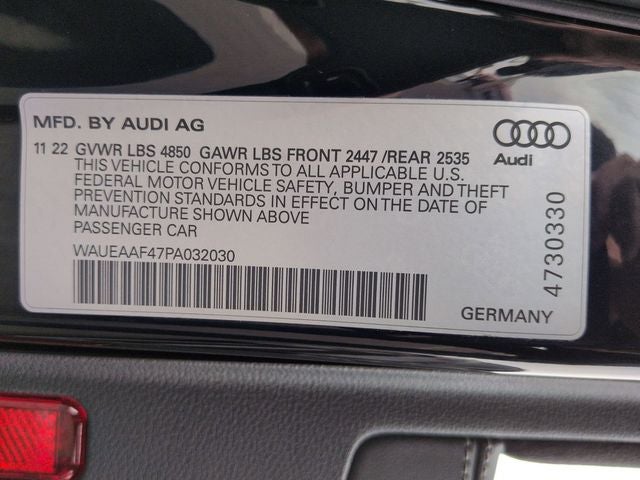 MFD. BY AUDI AG
Audi
11 22 GVWR LBS 4850 GAWR LBS FRONT 2447 /REAR 2535
THIS VEHICLE CONFORMS TO ALL APPLICABLE U.S.
FEDERAL MOTOR VEHICLE SAFETY, BUMPER AND THEFT
PREVENTION STANDARDS IN EFFECT ON THE DATE OF
MANUFACTURE SHOWN ABOVE
PASSENGER CAR
WAUEAAF47PA032030
GERMANY
4730330